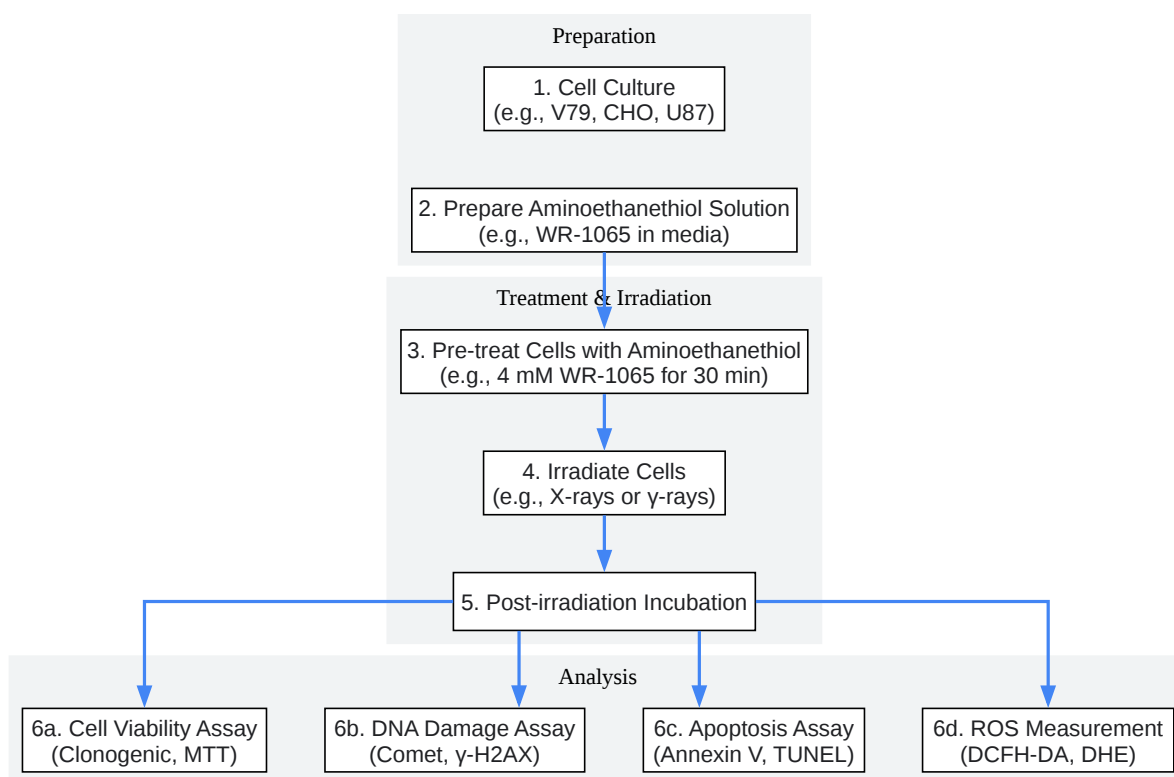 Preparation
1. Cell Culture
(e.g., V79, CHO, U87)
2. Prepare Aminoethanethiol Solution
(e.g., WR-1065 in media)
Treatment & Irradiation
3. Pre-treat Cells with Aminoethanethiol
(e.g., 4 mM WR-1065 for 30 min)
4. Irradiate Cells
(e.g., X-rays or γ-rays)
5. Post-irradiation Incubation
Analysis
6a. Cell Viability Assay
(Clonogenic, MTT)
6b. DNA Damage Assay
(Comet, γ-H2AX)
6c. Apoptosis Assay
(Annexin V, TUNEL)
6d. ROS Measurement
(DCFH-DA, DHE)